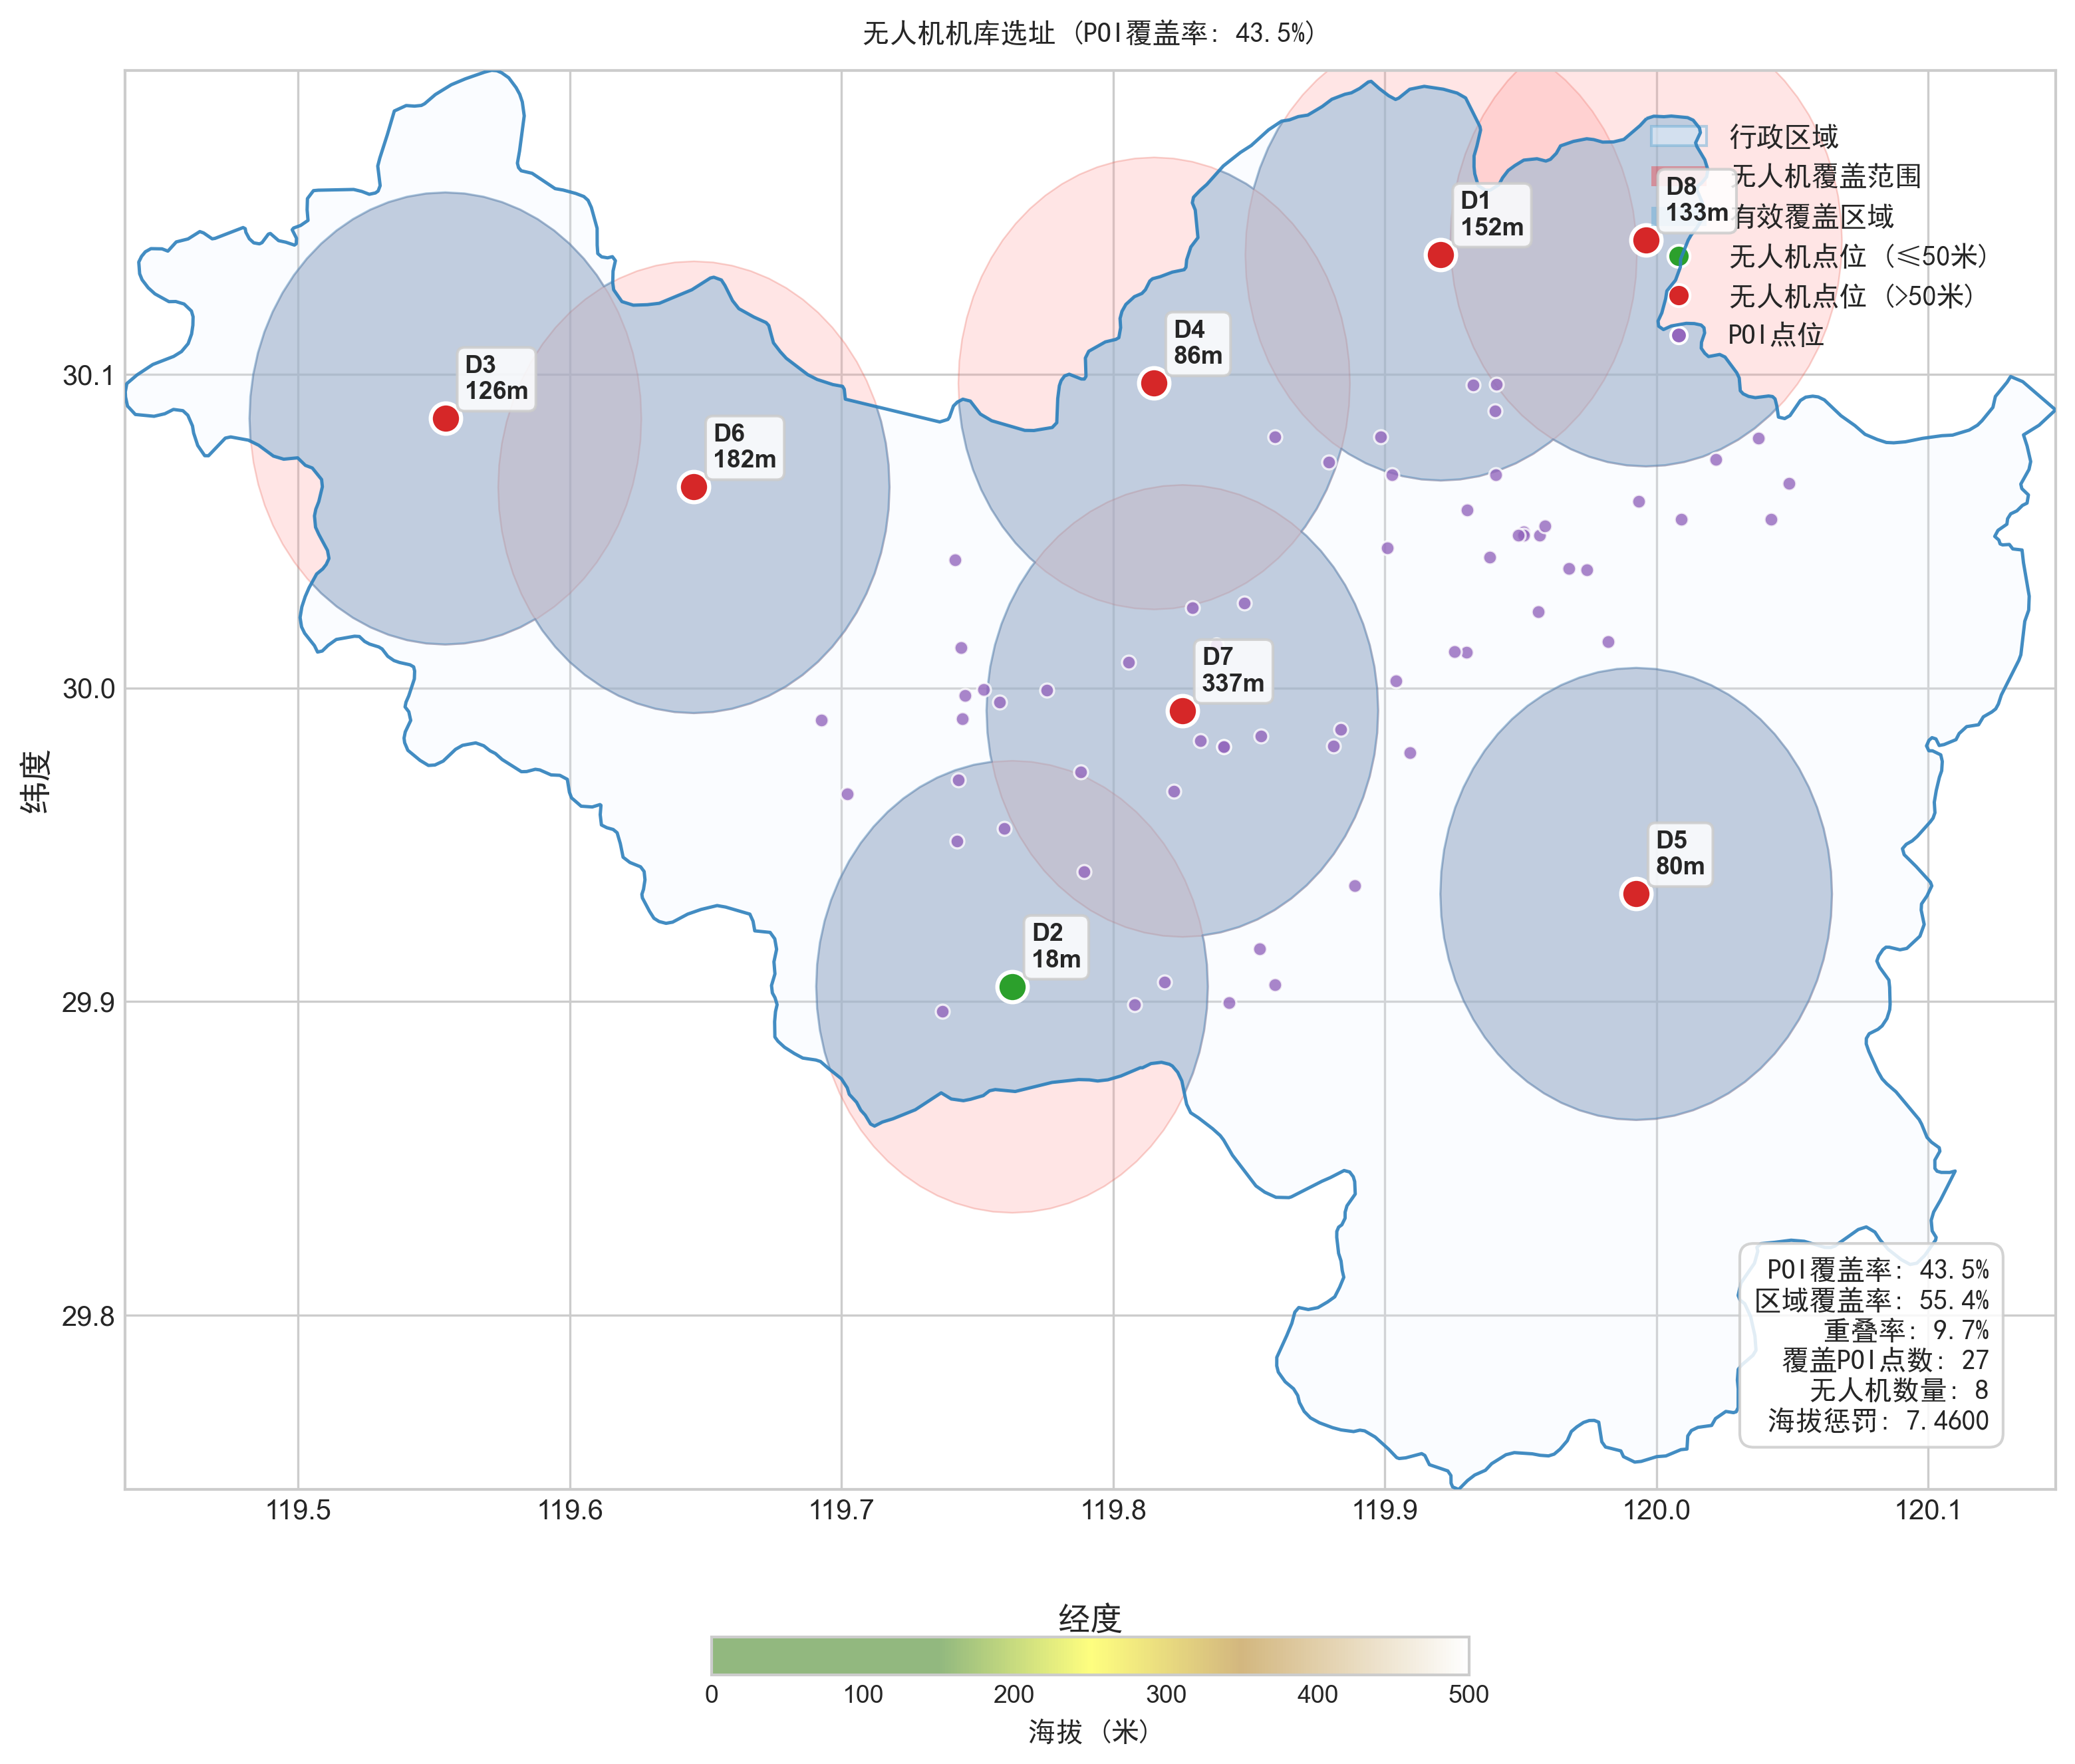 无人机机库选址 (POI覆盖率: 43.5%)
行政区域
无人机覆盖范围
有效覆盖区域
无人机点位 (≤50米)
无人机点位 (>50米)
POI点位
D8
133m
D1
152m
D4
86m
D3
126m
D6
182m
D7
337m
D5
80m
D2
18m
30.1
30.0
29.9
29.8
纬度
POI覆盖率: 43.5%
区域覆盖率: 55.4%
重叠率: 9.7%
覆盖POI点数: 27
无人机数量: 8
海拔惩罚: 7.4600
119.5 119.6 119.7 119.8 119.9 120.0 120.1
经度
0 100 200 300 400 500
海拔 (米)